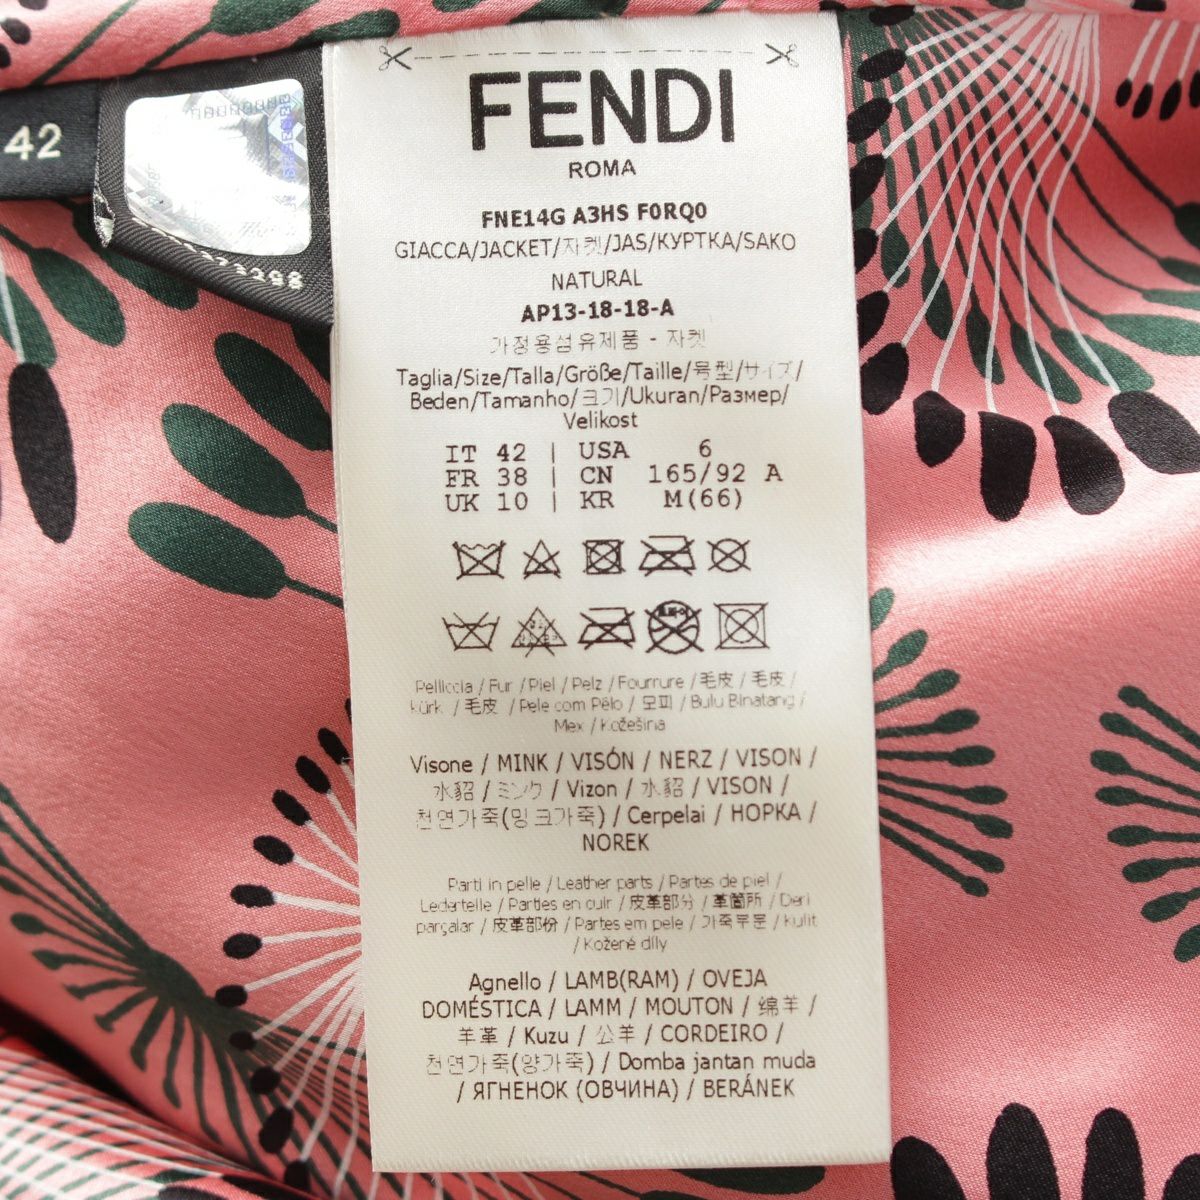 42
FENDI
ROMA
FNE14G A3HS F0RQ0
GIACCA/JACKET/자켓/JAS/КУРТКА/SAKO
NATURAL
AP13-18-18-A
가정용섬유제품 - 자켓
Taglia/Size/Talla/Größe/Taille/号型/サイズ/
Beden/Tamanho/크기/Ukuran/Размер/
Velikost
IT 42 | USA 6
FR 38 | CN 165/92 A
UK 10 | KR M(66)
Pelliccia / Fur / Piel / Pelz / Fourrure / 毛皮 / 毛皮 /
kürk / 毛皮 / Pele com Pêlo / 모피 / Bulu Binatang /
Мех / Kožešina
Visone / MINK / VISÓN / NERZ / VISON /
水貂 / ミンク / Vizon / 水貂 / VISON /
천연가죽(밍크가죽) / Cerpelai / НОРКА /
NOREK
Parti in pelle / Leather parts / Partes de piel /
Lederteile / Parties en cuir / 皮革部分 / 革箇所 / Deri
parçalar / 皮革部份 / Partes em pele / 가죽부분 / Kulit
/ Kožené díly
Agnello / LAMB(RAM) / OVEJA
DOMÉSTICA / LAMM / MOUTON / 绵羊 /
羊革 / Kuzu / 公羊 / CORDEIRO /
천연가죽(양가죽) / Domba jantan muda
/ ЯГНЕНОК (ОВЧИНА) / BERÁNEK